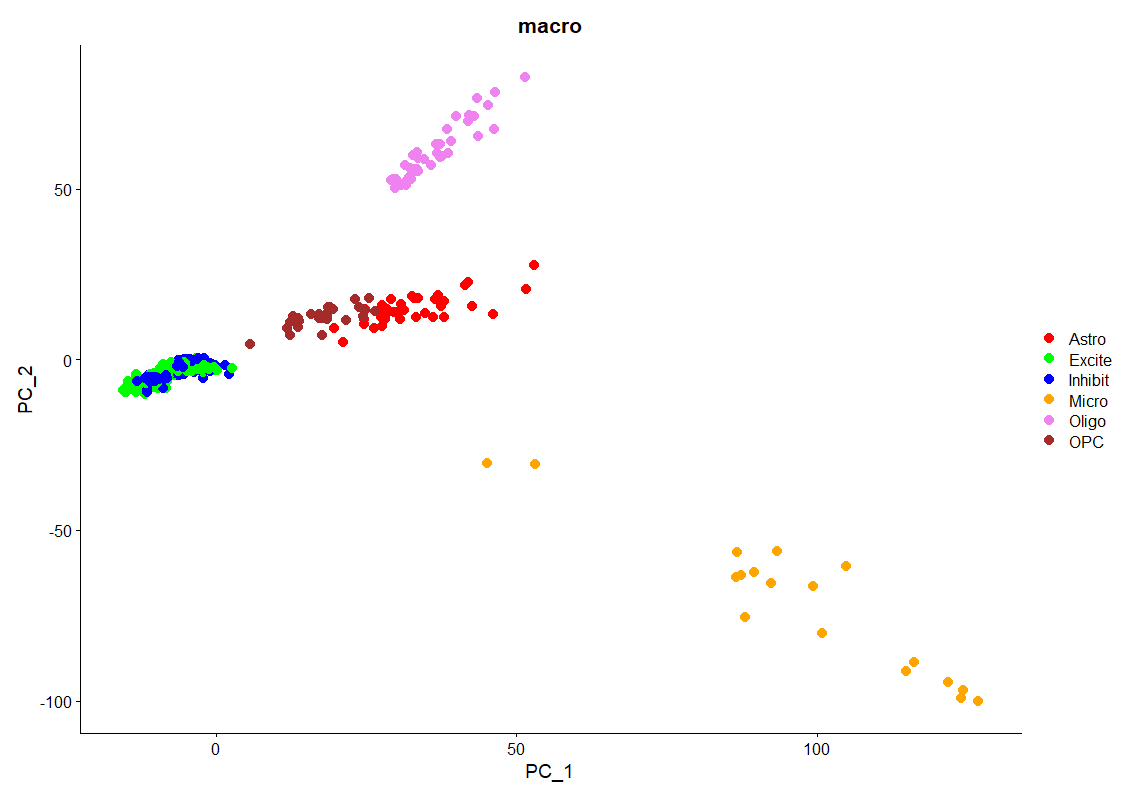 macro
50
0
-50
-100
PC_2
0
50
100
PC_1
Astro
Excite
Inhibit
Micro
Oligo
OPC